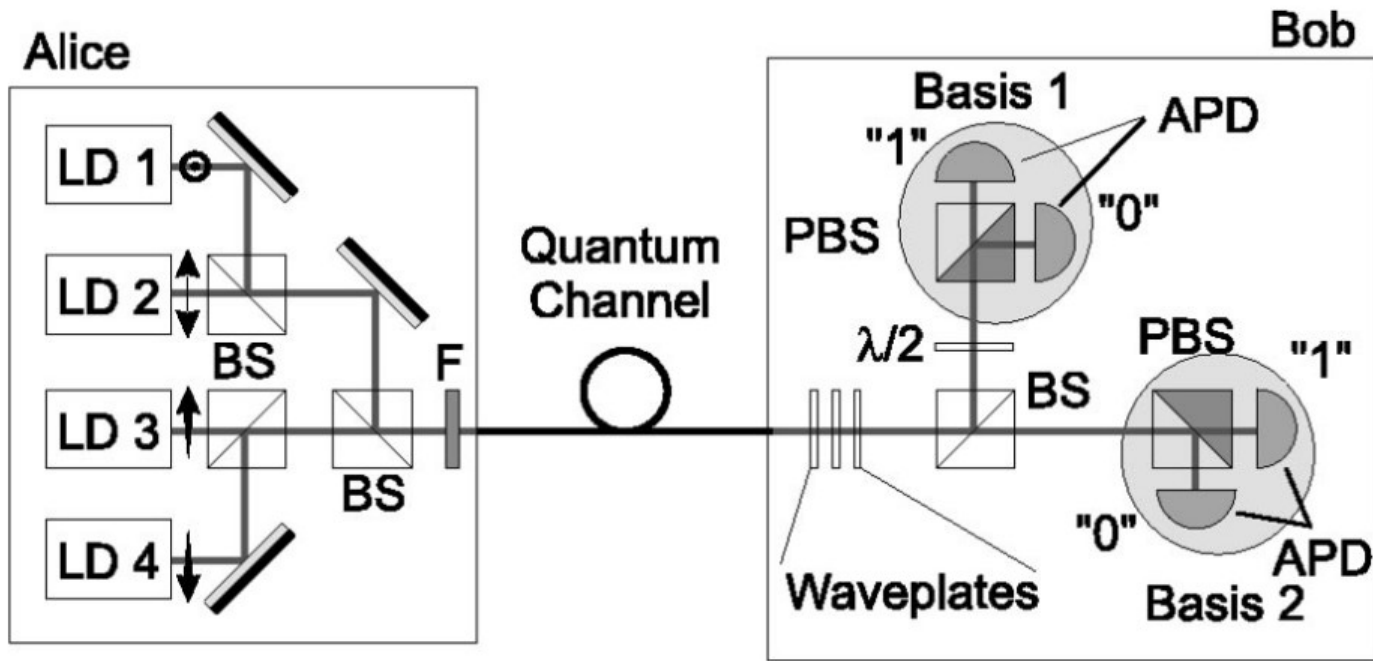 Alice
LD 1
LD 2
BS
LD 3
BS
F
LD 4
Quantum
Channel
Bob
Basis 1
"1"
APD
"0"
PBS
λ/2
BS
PBS
"1"
"0"
APD
Basis 2
Waveplates